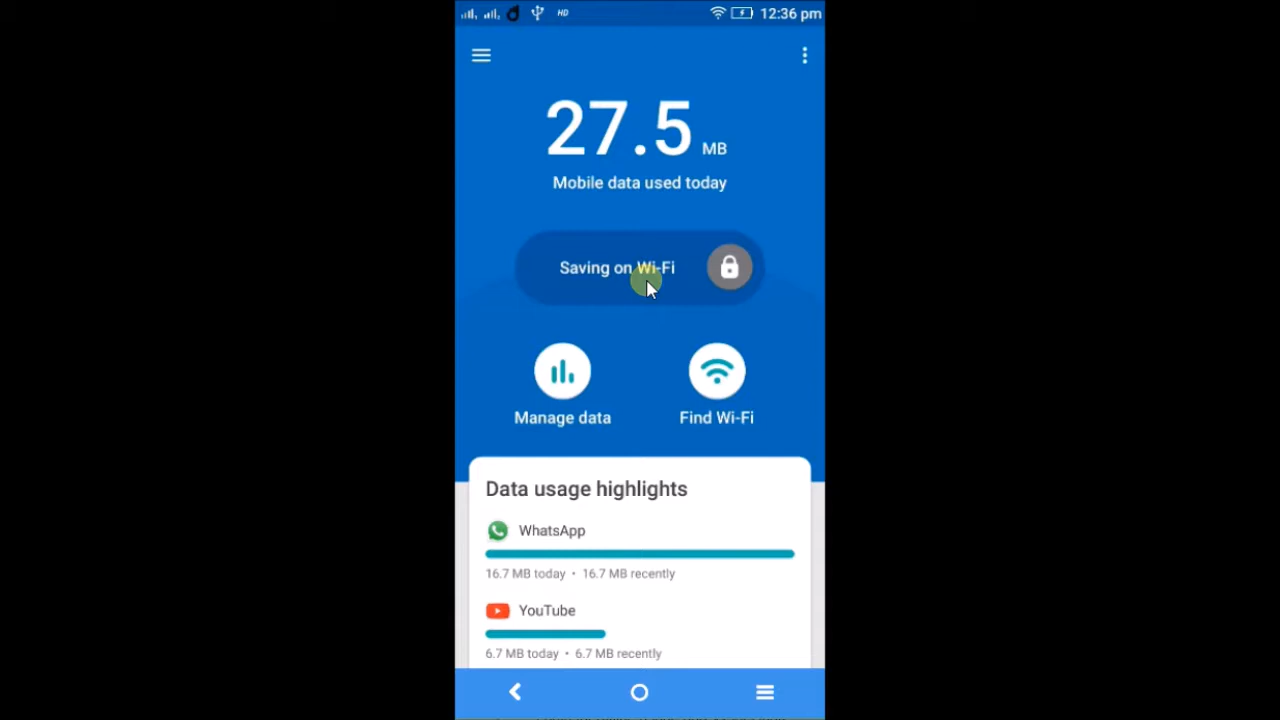 HD 12:36 pm
27.5 MB
Mobile data used today
Saving on Wi-Fi
Manage data Find Wi-Fi
Data usage highlights
WhatsApp
16.7 MB today • 16.7 MB recently
YouTube
6.7 MB today • 6.7 MB recently